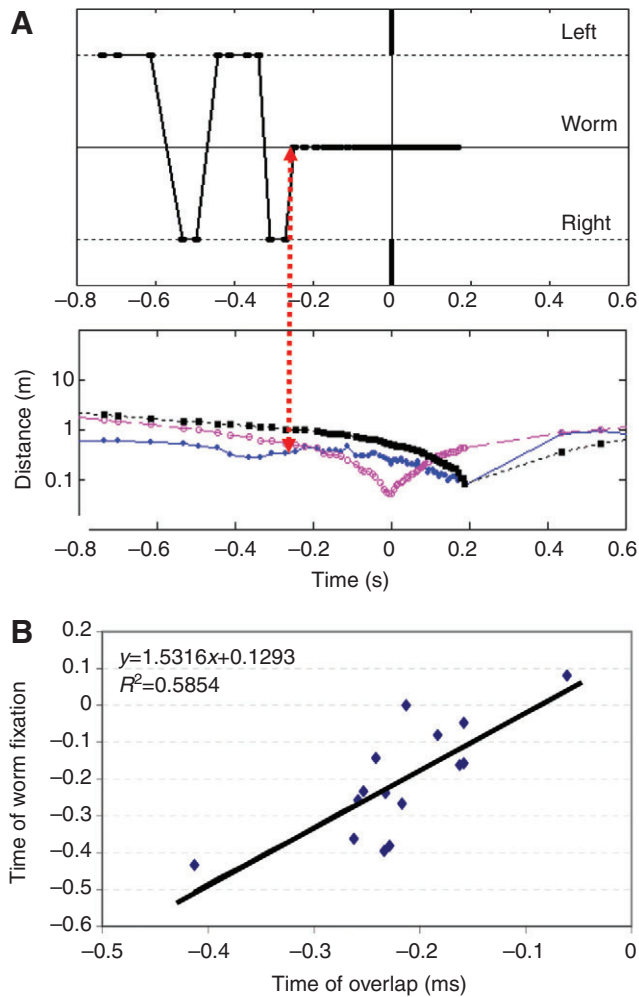 A
Left
Worm
Right
−0.8 −0.6 −0.4 −0.2 0 0.2 0.4 0.6
10
1
0.1
Distance (m)
−0.8 −0.6 −0.4 −0.2 0 0.2 0.4 0.6
Time (s)
B
y=1.5316x+0.1293
R²=0.5854
0.2
0.1
0
−0.1
−0.2
−0.3
−0.4
−0.5
−0.6
Time of worm fixation
−0.5 −0.4 −0.3 −0.2 −0.1 0
Time of overlap (ms)